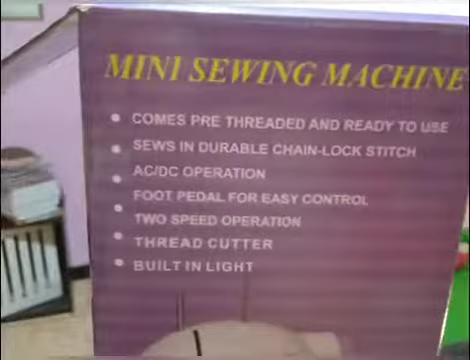 MINI SEWING MACHINE
• COMES PRE THREADED AND READY TO USE
• SEWS IN DURABLE CHAIN-LOCK STITCH
• AC/DC OPERATION
• FOOT PEDAL FOR EASY CONTROL
• TWO SPEED OPERATION
• THREAD CUTTER
• BUILT IN LIGHT